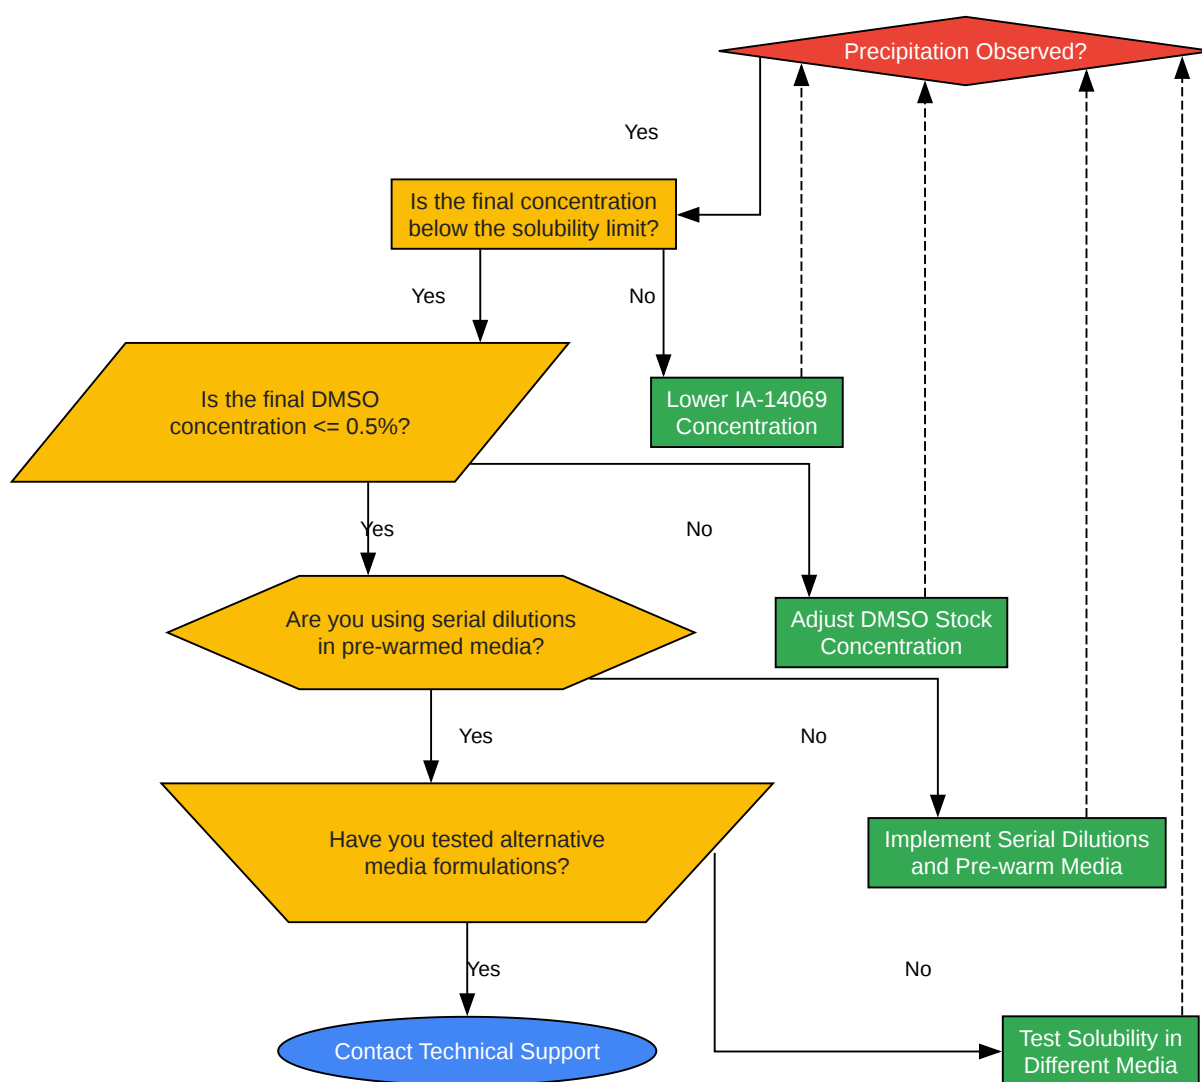 Precipitation Observed?
Yes
Is the final concentration
below the solubility limit?
Yes
No
Is the final DMSO
concentration <= 0.5%?
Lower IA-14069
Concentration
Yes
No
Are you using serial dilutions
in pre-warmed media?
Adjust DMSO Stock
Concentration
Yes
No
Have you tested alternative
media formulations?
Implement Serial Dilutions
and Pre-warm Media
Yes
No
Contact Technical Support
Test Solubility in
Different Media